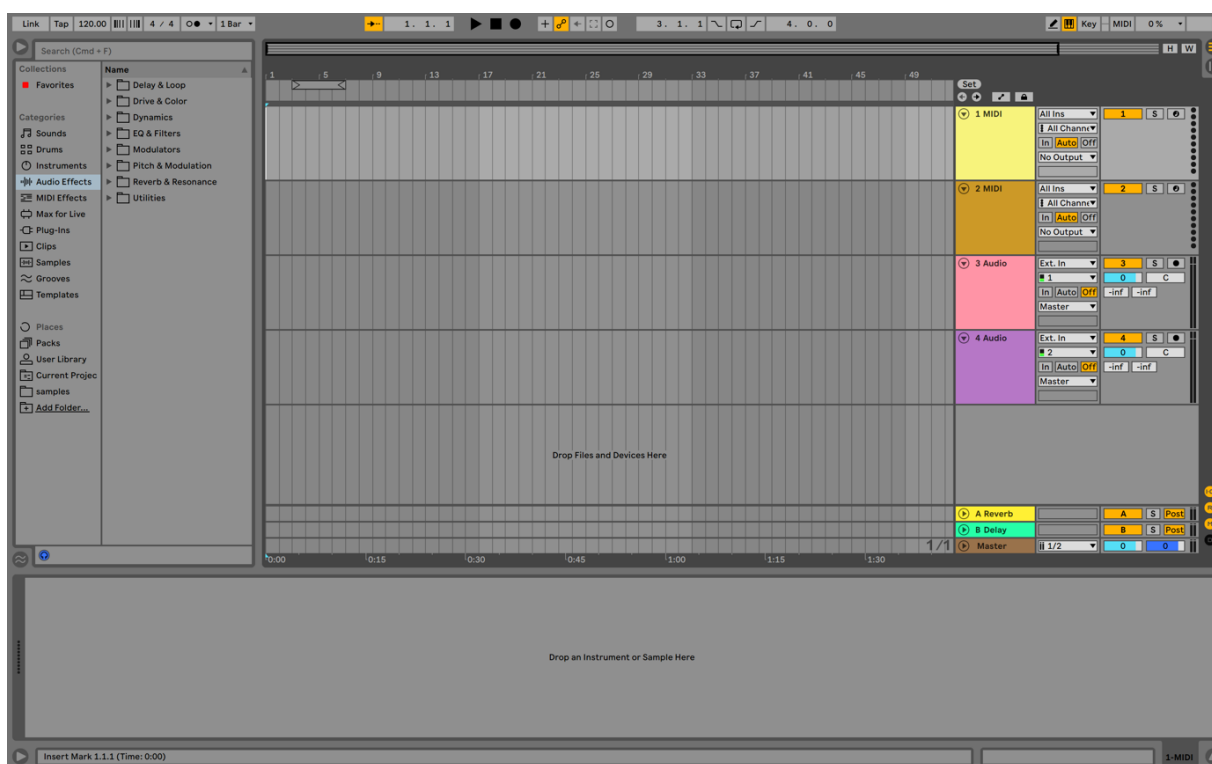 Link Tap 120.00 4 / 4 1 Bar 1. 1. 1 3. 1. 1 4. 0. 0 Key MIDI 0 %
Search (Cmd + F) H W
Collections Name
Favorites Delay & Loop
Drive & Color
Categories Dynamics
Sounds EQ & Filters
Drums Modulators
Instruments Pitch & Modulation
Audio Effects Reverb & Resonance
MIDI Effects Utilities
Max for Live
Plug-Ins
Clips
Samples
Grooves
Templates
Places
Packs
User Library
Current Projec
samples
Add Folder...
1 5 9 13 17 21 25 29 33 37 41 45 49
Set
1 MIDI All Ins 1 S
All Channe
In Auto Off
No Output
2 MIDI All Ins 2 S
All Channe
In Auto Off
No Output
3 Audio Ext. In 3 S
1 0 C
In Auto Off -inf -inf
Master
4 Audio Ext. In 4 S
2 0 C
In Auto Off -inf -inf
Master
Drop Files and Devices Here
A Reverb A S Post
B Delay B S Post
1/1 Master 1/2 0 0
0:00 0:15 0:30 0:45 1:00 1:15 1:30
Drop an Instrument or Sample Here
Insert Mark 1.1.1 (Time: 0:00) 1-MIDI